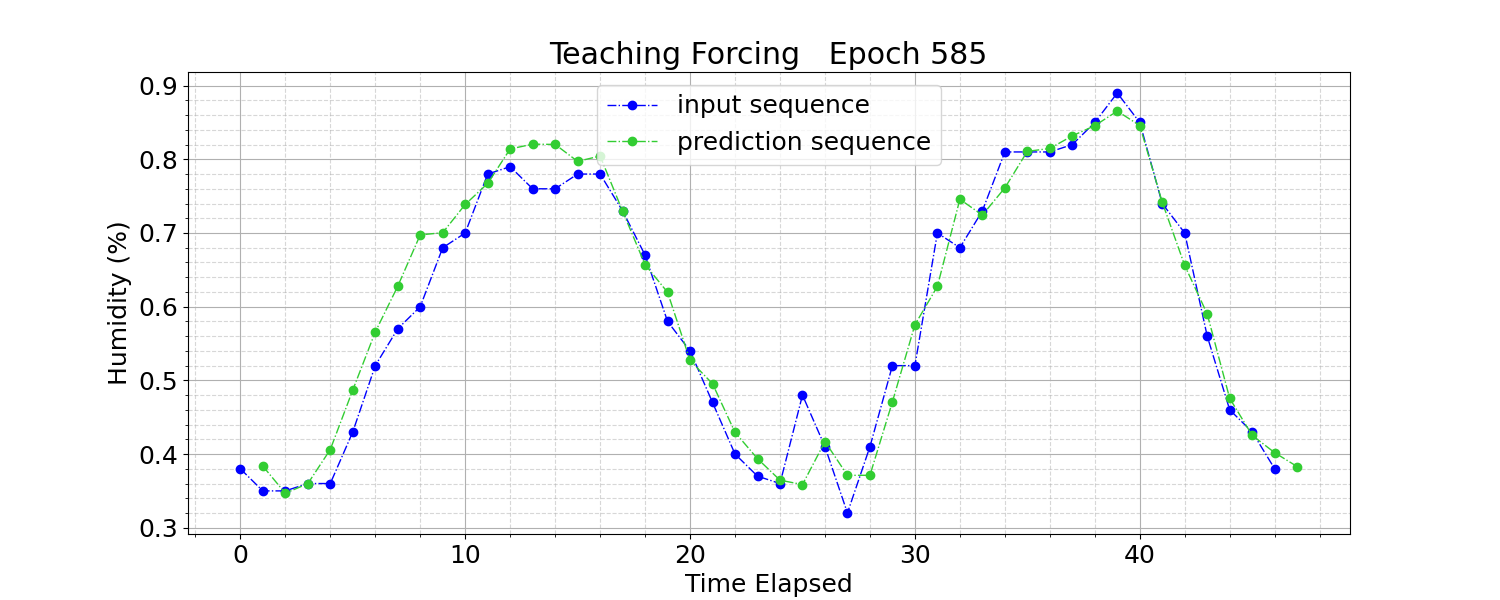 Teaching Forcing   Epoch 585
input sequence
prediction sequence
Humidity (%)
0.9
0.8
0.7
0.6
0.5
0.4
0.3
0 10 20 30 40
Time Elapsed